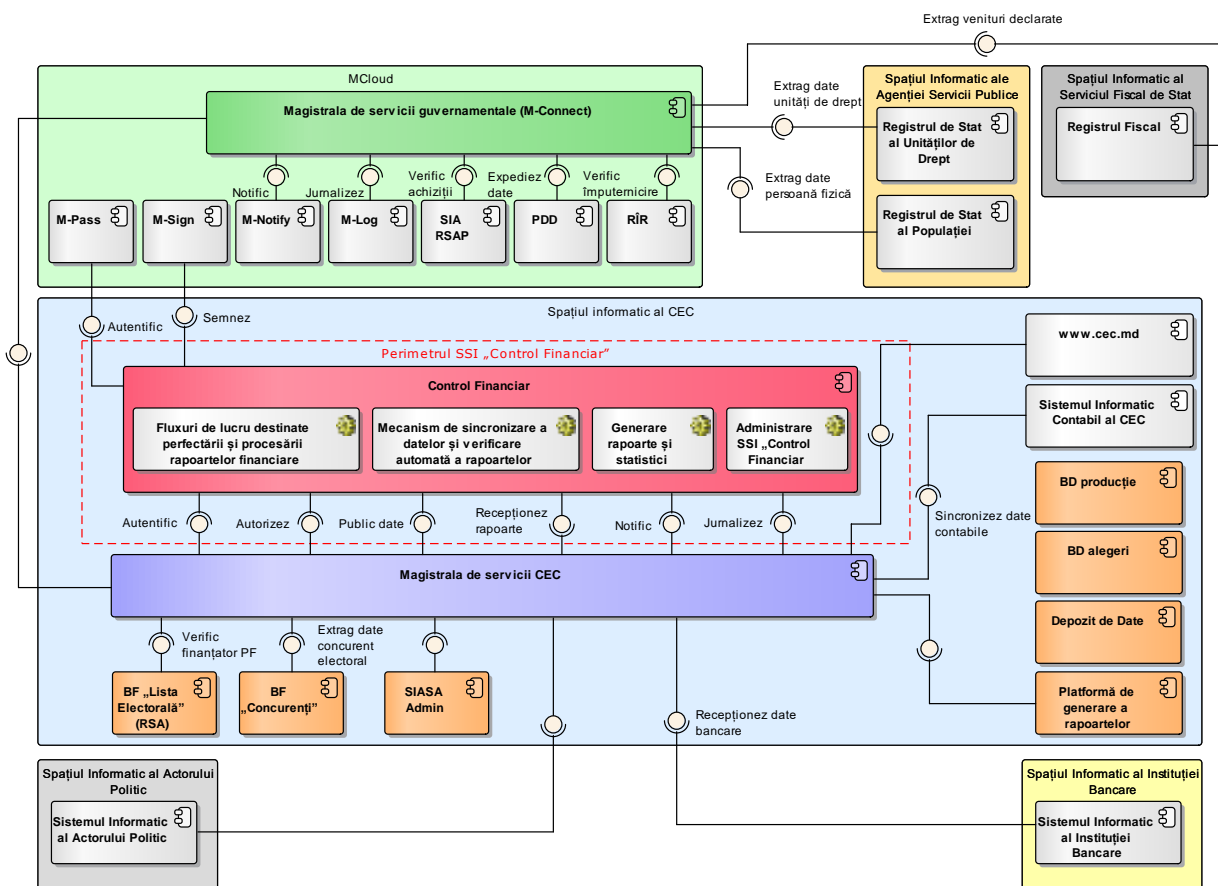 Extrag venituri declarate
MCloud
Magistrala de servicii guvernamentale (M-Connect)
Extrag date
unități de drept
Spațiul Informatic ale
Agenției Servicii Publice
Registrul de Stat
al Unităților de
Drept
Registrul de Stat
al Populației
Spațiul Informatic al
Serviciul Fiscal de Stat
Registrul Fiscal
Extrag date
persoană fizică
Notific
Jurnalizez
Verific
achiziții
Expediez
date
Verific
împuternicire
M-Pass
M-Sign
M-Notify
M-Log
SIA
RSAP
PDD
RÎR
Spațiul informatic al CEC
Autentific
Semnez
Perimetrul SSI „Control Financiar”
Control Financiar
Fluxuri de lucru destinate
perfectării și procesării
rapoartelor financiare
Mecanism de sincronizare a
datelor și verificare
automată a rapoartelor
Generare
rapoarte și
statistici
Administrare
SSI „Control
Financiar
www.cec.md
Sistemul Informatic
Contabil al CEC
BD producție
BD alegeri
Depozit de Date
Platformă de
generare a
rapoartelor
Autentific
Autorizez
Public date
Recepționez
rapoarte
Notific
Jurnalizez
Sincronizez date
contabile
Magistrala de servicii CEC
Verific
finanțator PF
Extrag date
concurent
electoral
BF „Lista
Electorală”
(RSA)
BF
„Concurenți”
SIASA
Admin
Recepționez date
bancare
Spațiul Informatic al Actorului
Politic
Sistemul Informatic
al Actorului Politic
Spațiul Informatic al Instituției
Bancare
Sistemul Informatic
al Instituției
Bancare